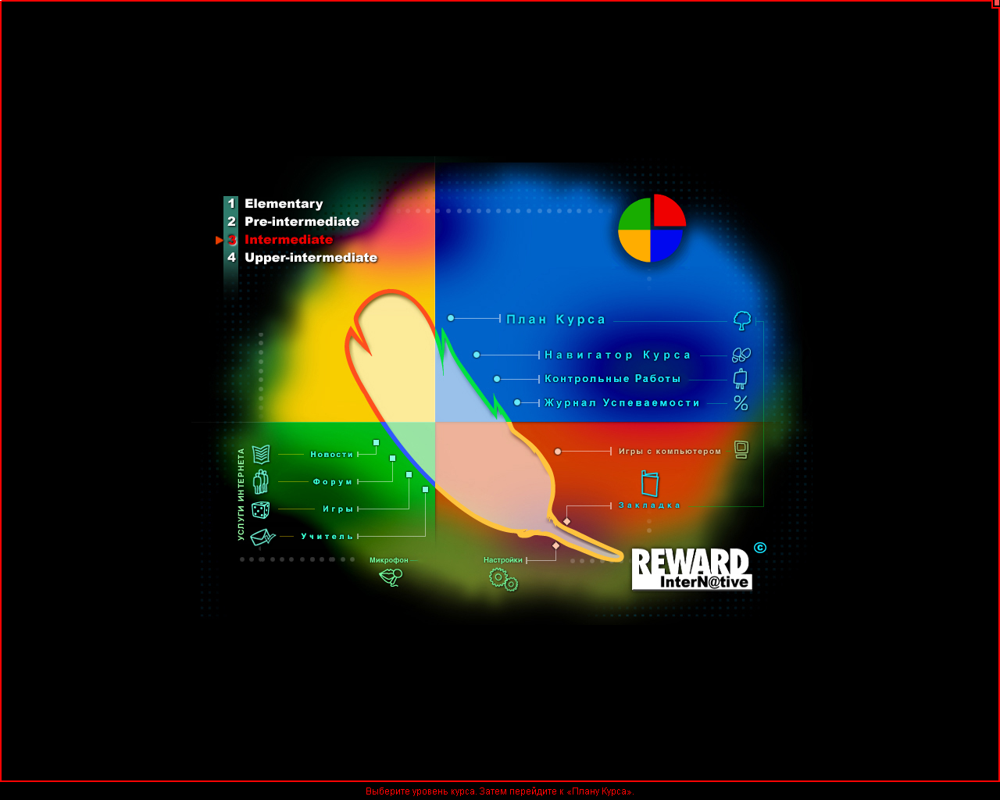 1 Elementary
2 Pre-intermediate
3 Intermediate
4 Upper-intermediate
План Курса
Навигатор Курса
Контрольные Работы
Журнал Успеваемости
УСЛУГИ ИНТЕРНЕТА
Новости
Форум
Игры
Учитель
Игры с компьютером
Закладка
Микрофон
Настройки
©
REWARD
InterN@tive
Выберите уровень курса. Затем перейдите к «Плану Курса».